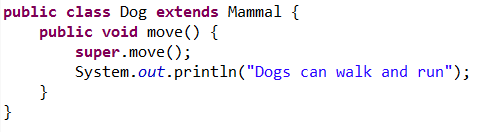 public class Dog extends Mammal {
    public void move() {
        super.move();
        System.out.println("Dogs can walk and run");
    }
}